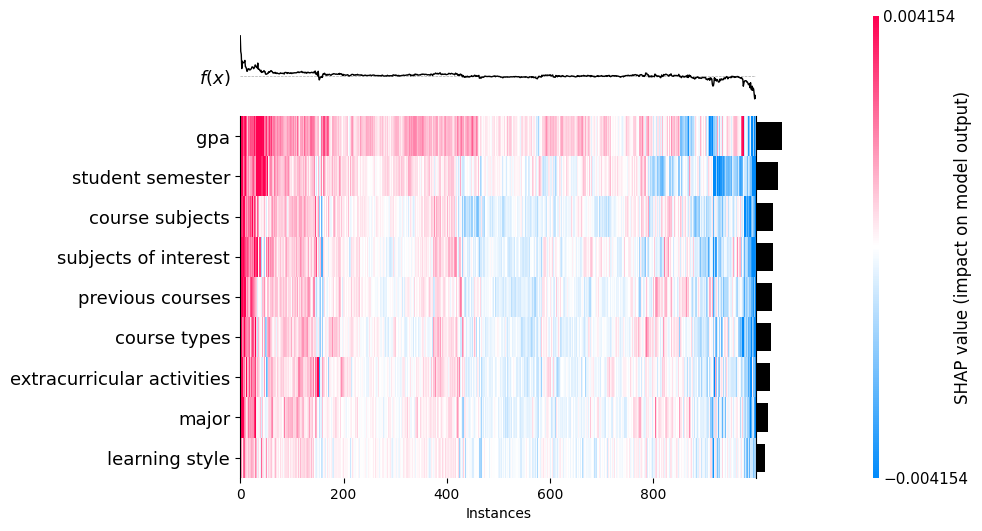 0.004154
f(x)
gpa
student semester
course subjects
subjects of interest
previous courses
course types
extracurricular activities
major
learning style
0
200
400
600
800
Instances
−0.004154
SHAP value (impact on model output)